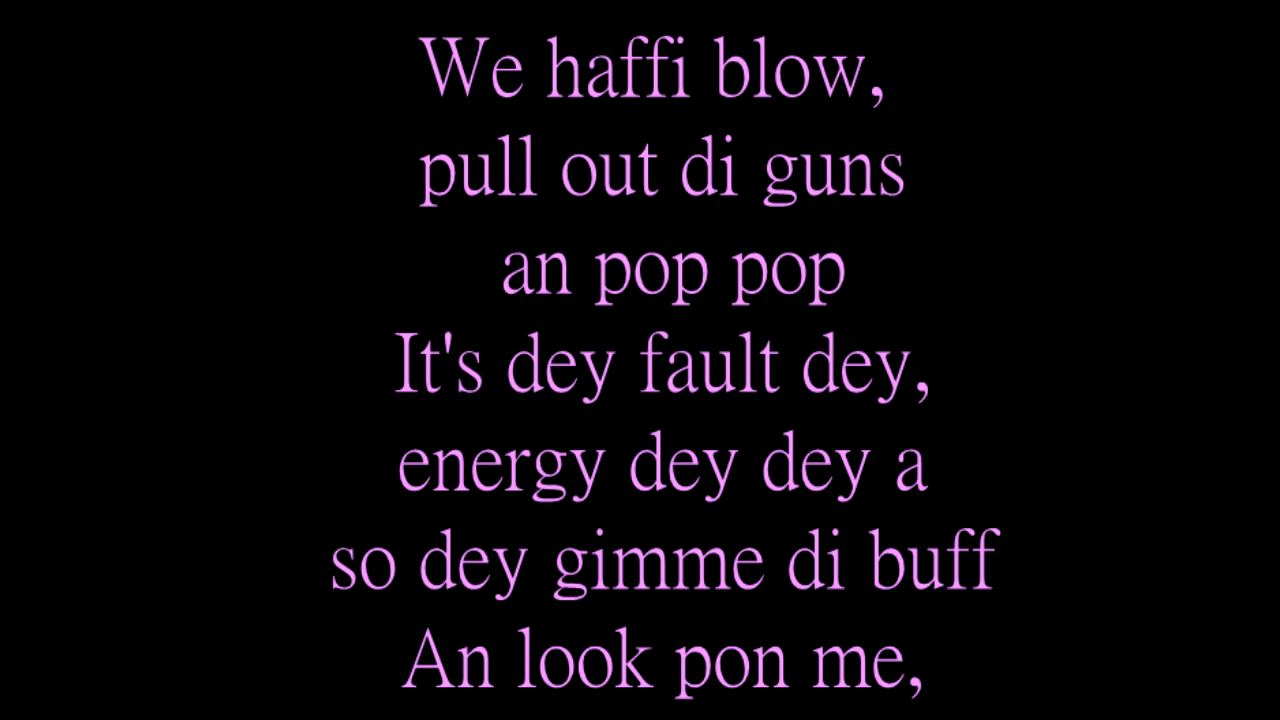 We haffi blow,
pull out di guns
an pop pop
It's dey fault dey,
energy dey dey a
so dey gimme di buff
An look pon me,